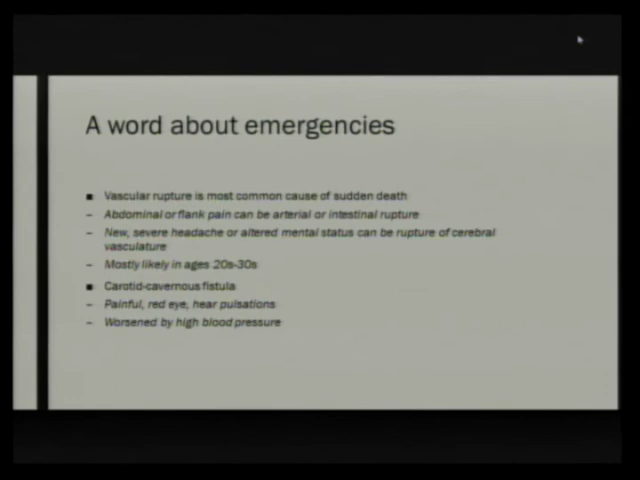 A word about emergencies
■ Vascular rupture is most common cause of sudden death
– Abdominal or flank pain can be arterial or intestinal rupture
– New, severe headache or altered mental status can be rupture of cerebral
vasculature
– Mostly likely in ages 20s-30s
■ Carotid-cavernous fistula
– Painful, red eye, hear pulsations
– Worsened by high blood pressure